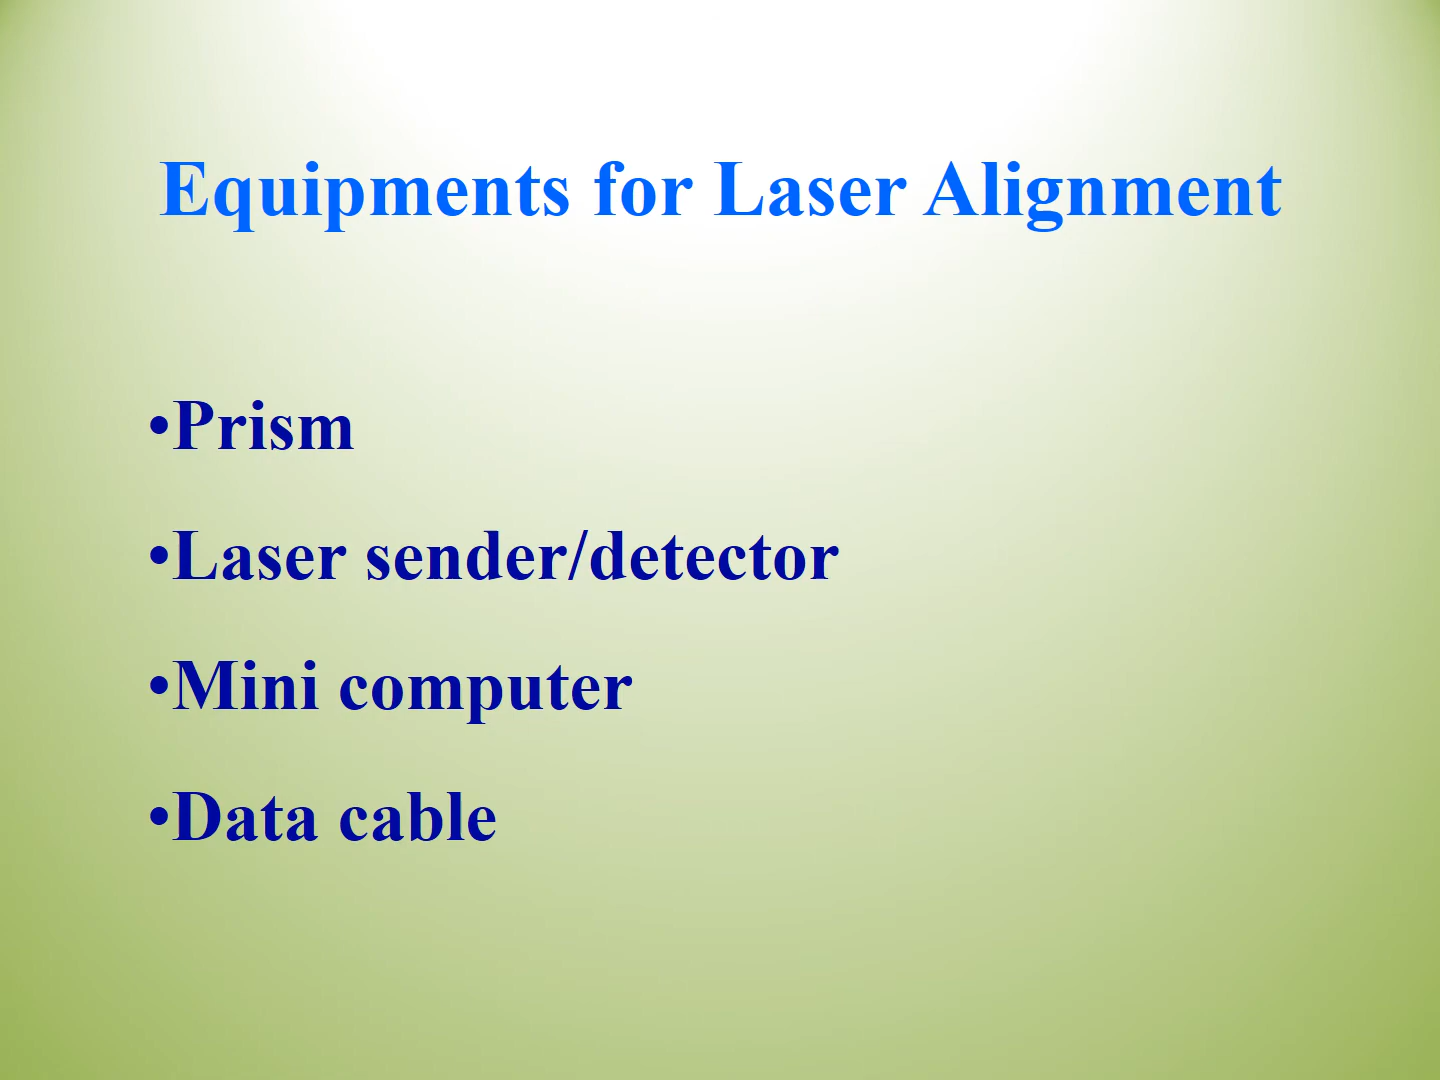 Equipments for Laser Alignment
•Prism
•Laser sender/detector
•Mini computer
•Data cable